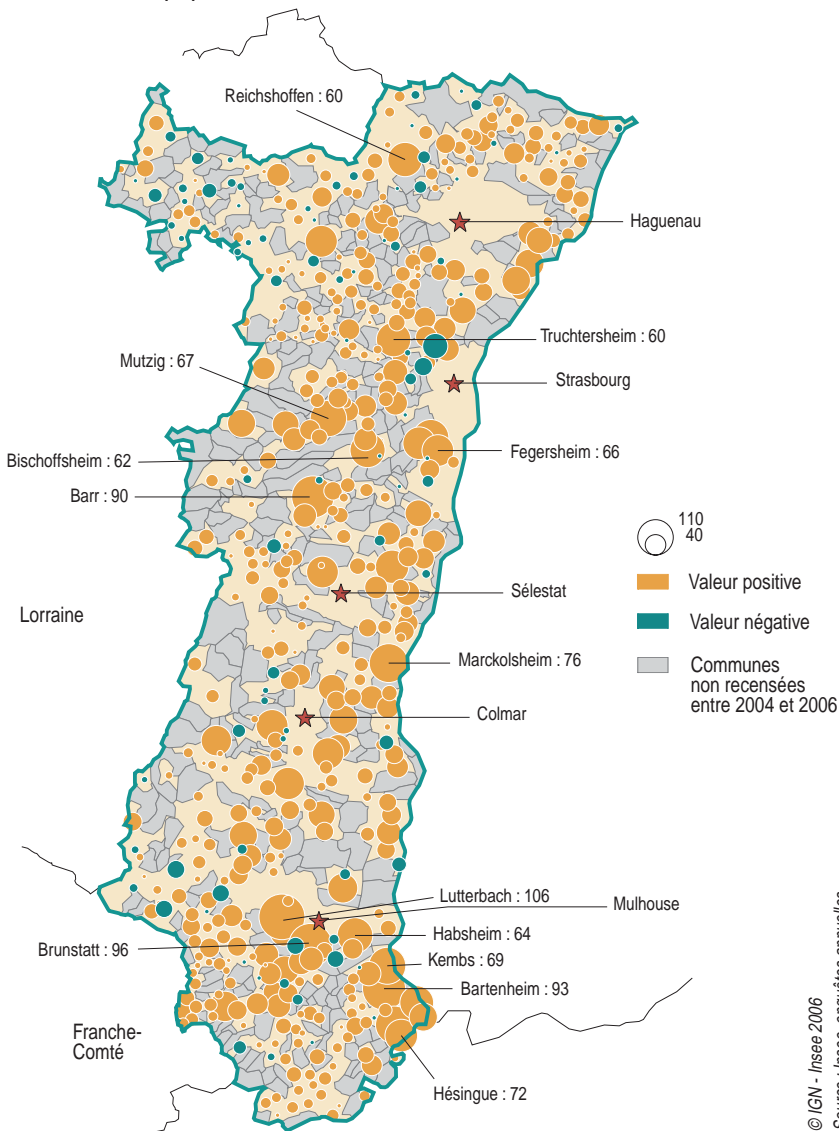 Reichshoffen : 60
Haguenau
Truchtersheim : 60
Mutzig : 67
Strasbourg
Bischoffsheim : 62
Fegersheim : 66
Barr : 90
110
40
Valeur positive
Sélestat
Lorraine
Valeur négative
Marckolsheim : 76
Communes
non recensées
entre 2004 et 2006
Colmar
Lutterbach : 106
Mulhouse
Brunstatt : 96
Habsheim : 64
Kembs : 69
Bartenheim : 93
Franche-
Comté
Hésingue : 72
© IGN - Insee 2006